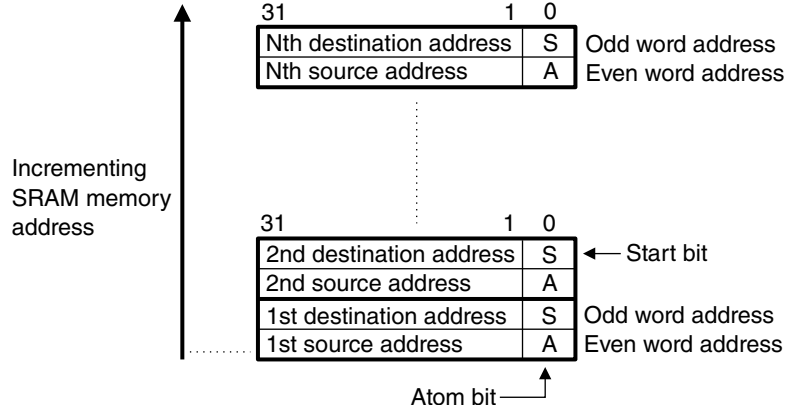 31 1 0
Nth destination address S Odd word address
Nth source address A Even word address
Incrementing
SRAM memory
address
31 1 0
2nd destination address S Start bit
2nd source address A
1st destination address S Odd word address
1st source address A Even word address
Atom bit